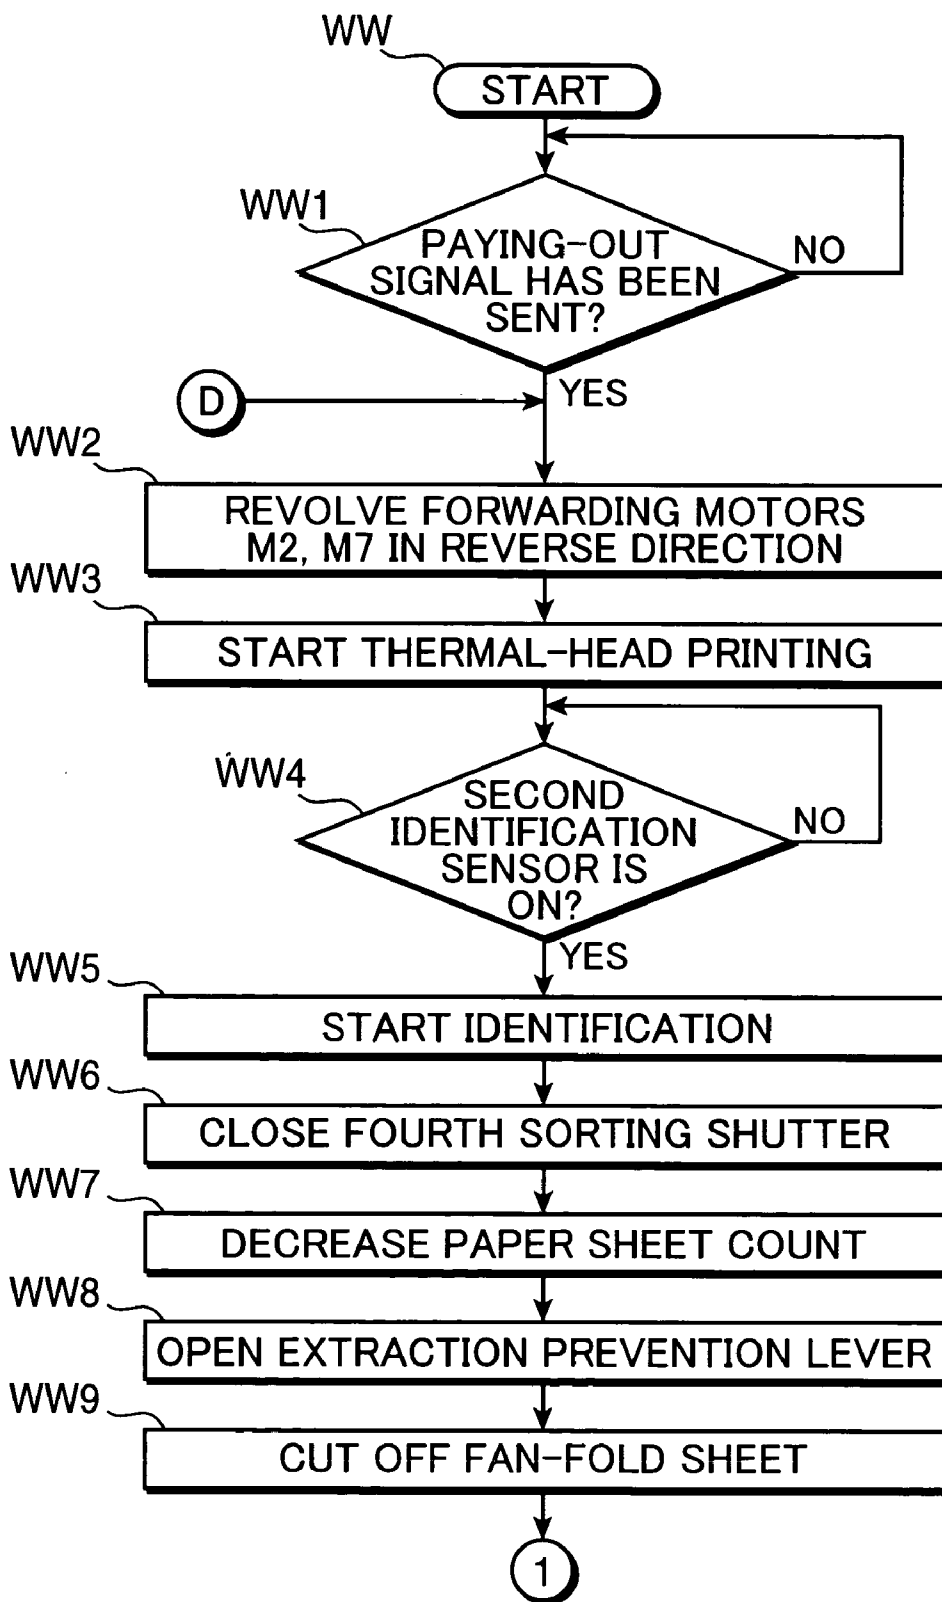 WW
START
WW1
PAYING-OUT
SIGNAL HAS BEEN
SENT?
NO
YES
D
WW2
REVOLVE FORWARDING MOTORS
M2, M7 IN REVERSE DIRECTION
WW3
START THERMAL-HEAD PRINTING
WW4
SECOND
IDENTIFICATION
SENSOR IS
ON?
NO
YES
WW5
START IDENTIFICATION
WW6
CLOSE FOURTH SORTING SHUTTER
WW7
DECREASE PAPER SHEET COUNT
WW8
OPEN EXTRACTION PREVENTION LEVER
WW9
CUT OFF FAN-FOLD SHEET
1